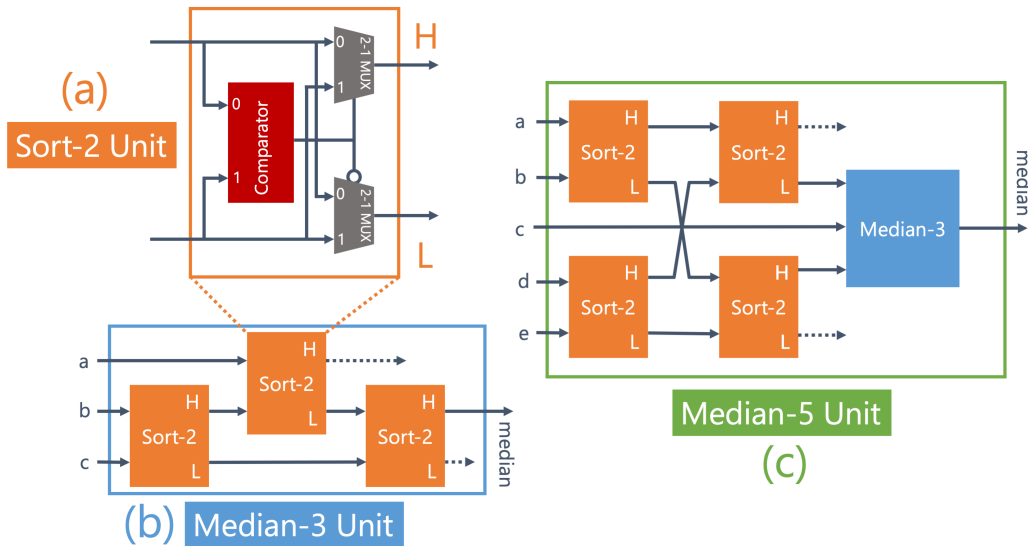 (a)
Sort-2 Unit
0
1
Comparator
0
1
2-1 MUX
H
0
1
2-1 MUX
L
a
b
c
H
Sort-2
L
H
Sort-2
L
H
Sort-2
L
median
(b)
Median-3 Unit
a
b
c
d
e
H
Sort-2
L
H
Sort-2
L
H
Sort-2
L
H
Sort-2
L
Median-3
median
Median-5 Unit
(c)